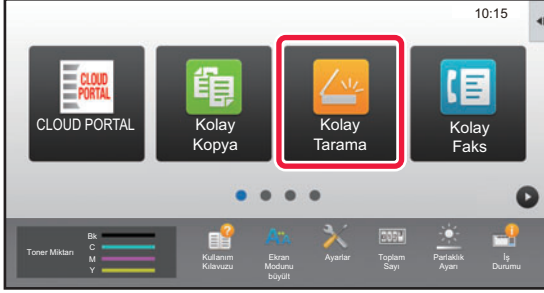 10:15
CLOUD
PORTAL
CLOUD PORTAL
Kolay
Kopya
Kolay
Tarama
Kolay
Faks
Toner Miktarı
Bk
C
M
Y
Kullanım
Kılavuzu
Ekran
Modunu
büyült
Ayarlar
Toplam
Sayı
Parlaklık
Ayarı
İş
Durumu